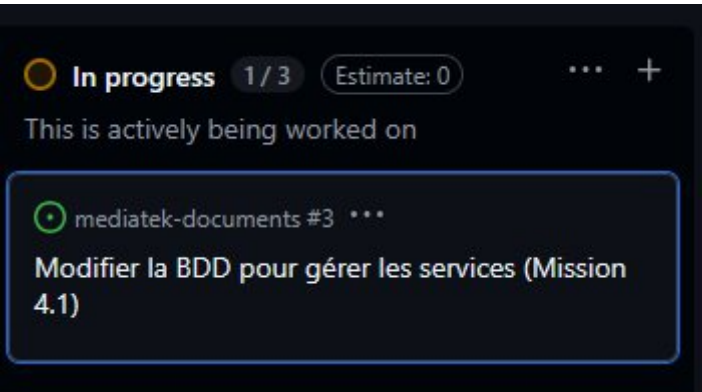 In progress 1 / 3 Estimate: 0 ··· +
This is actively being worked on
mediatek-documents #3 ···
Modifier la BDD pour gérer les services (Mission
4.1)